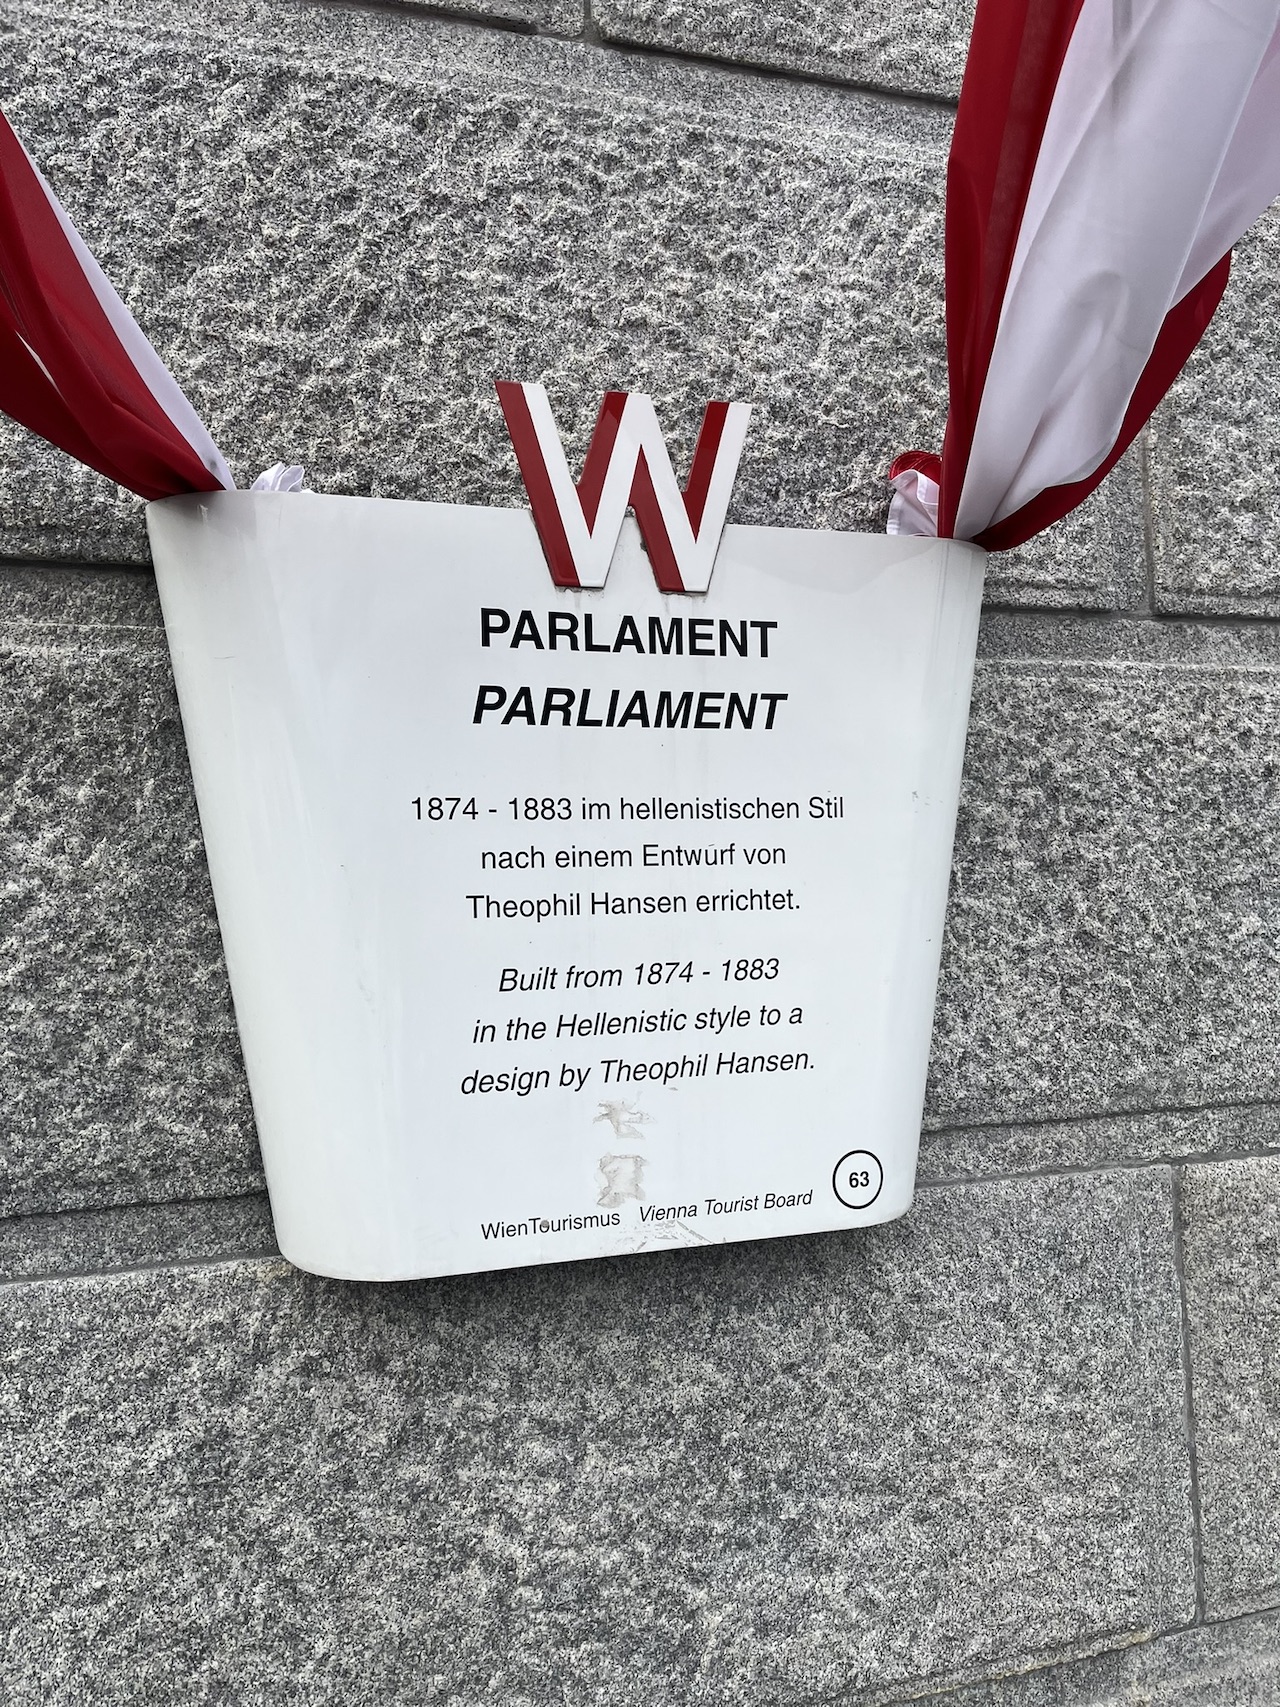 W
PARLAMENT
PARLIAMENT
1874 - 1883 im hellenistischen Stil
nach einem Entwurf von
Theophil Hansen errichtet.
Built from 1874 - 1883
in the Hellenistic style to a
design by Theophil Hansen.
WienTourismus Vienna Tourist Board 63